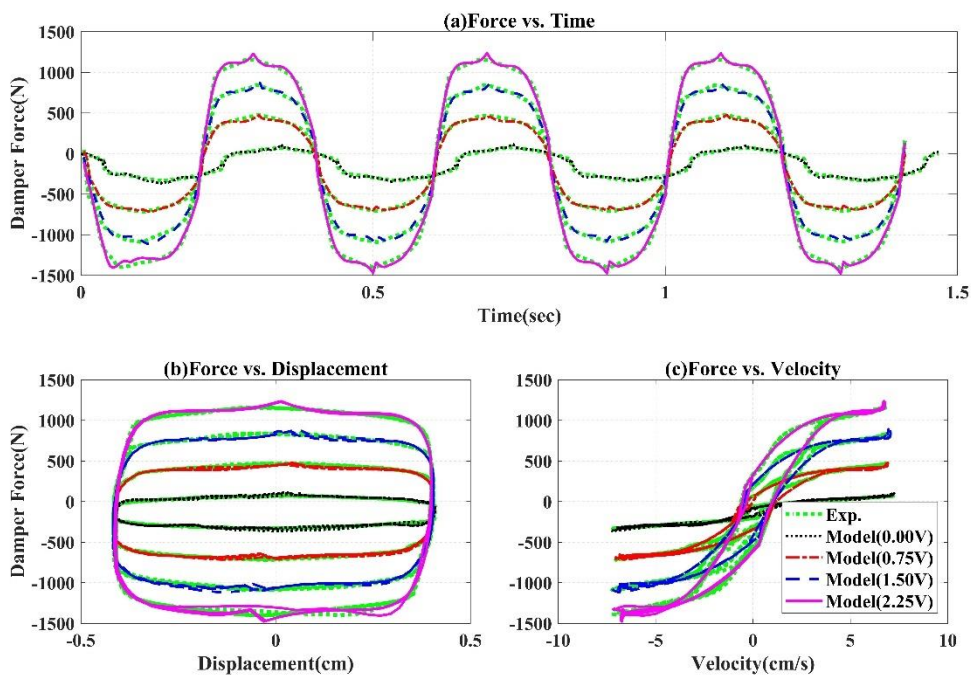 (a)Force vs. Time
Damper Force(N)
1500
1000
500
0
-500
-1000
-1500
0
0.5
1
1.5
Time(sec)
(b)Force vs. Displacement
Damper Force(N)
1500
1000
500
0
-500
-1000
-1500
-0.5
0
0.5
Displacement(cm)
(c)Force vs. Velocity
1500
1000
500
0
-500
-1000
-1500
-10
-5
0
5
10
Velocity(cm/s)
Exp.
Model(0.00V)
Model(0.75V)
Model(1.50V)
Model(2.25V)